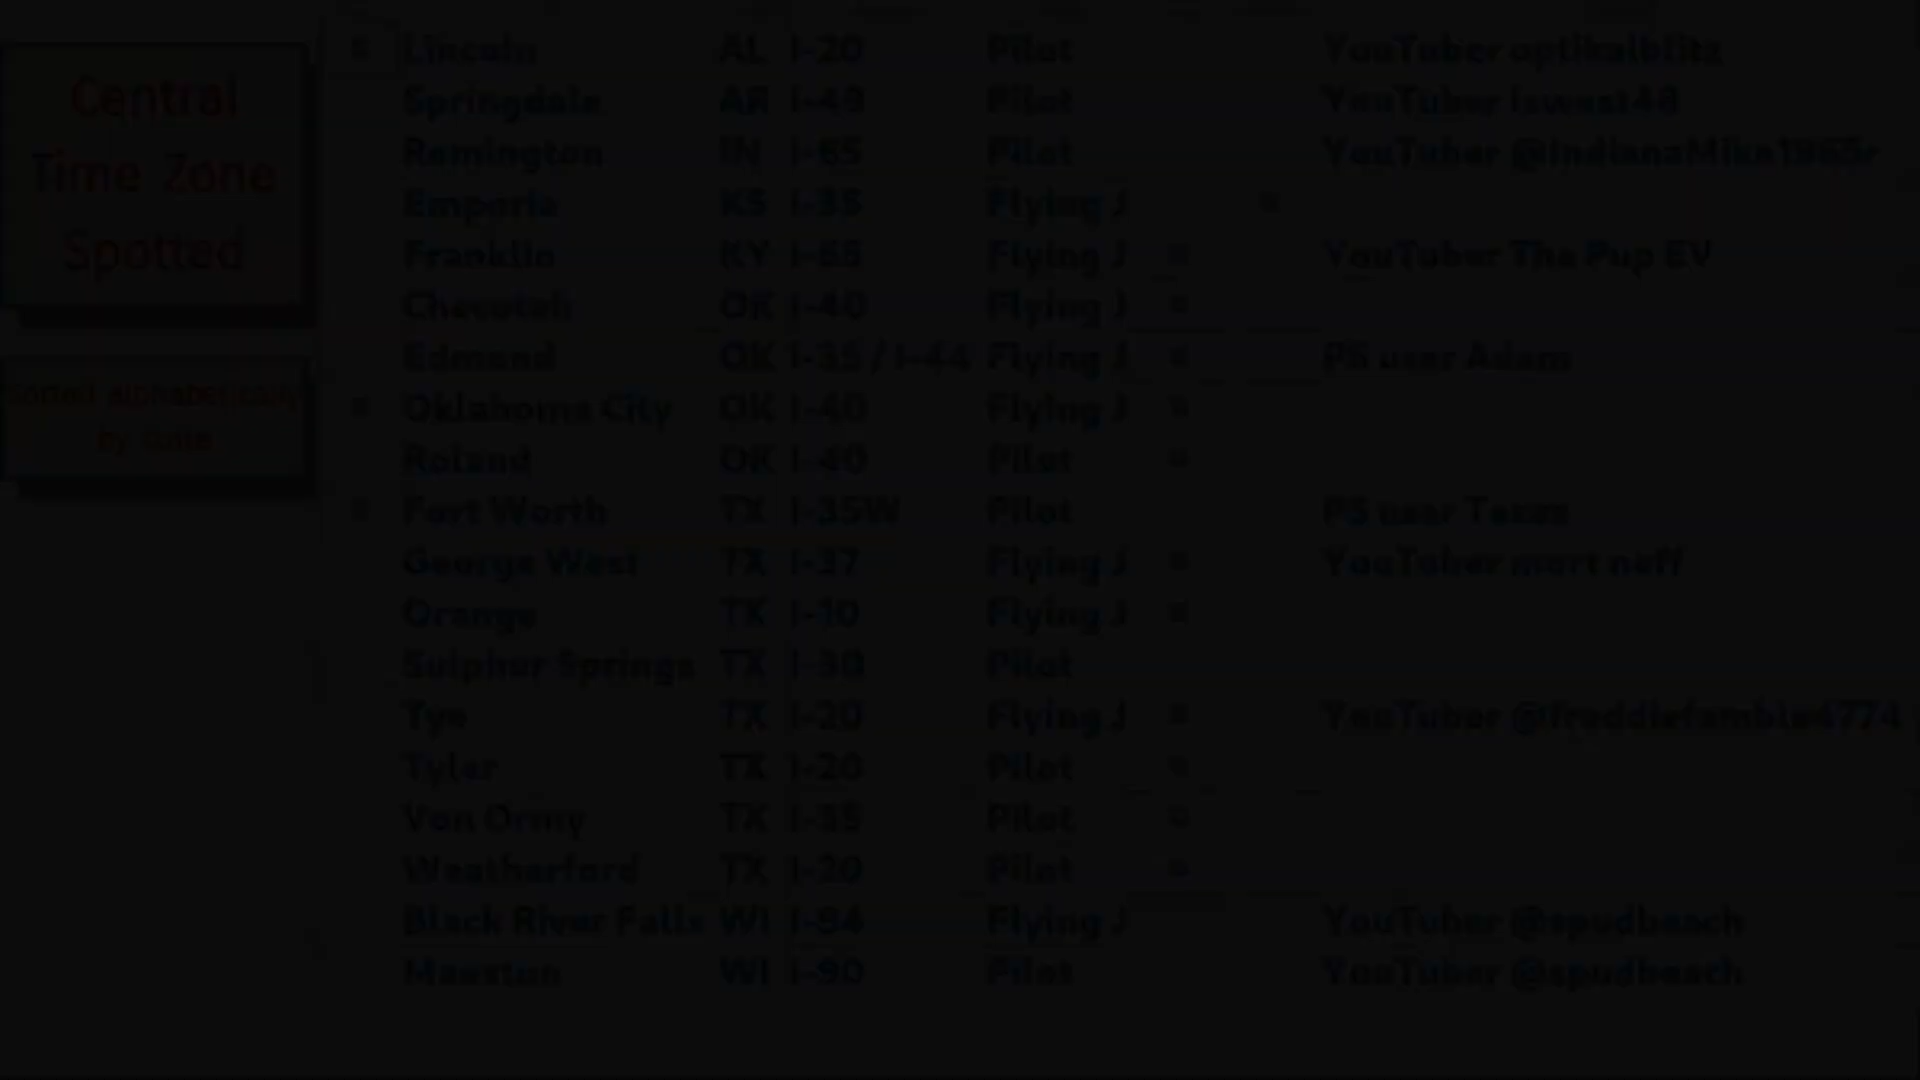 Central
Time Zone
Spotted
Sorted alphabetically
by state
Lincoln AL I-20 Pilot YouTuber optikalblitz
Springdale AR I-49 Pilot YouTuber
Remington IN I-65 Pilot YouTuber
Emporia KS I-35 Flying J
Franklin KY I-65 Flying J YouTuber The Pup EV
Checotah OK I-40 Flying J
Edmond OK I-35 / I-44 Flying J PS user Adam
Oklahoma City OK I-40 Flying J
Roland OK I-40 Pilot
Fort Worth TX I-35W Pilot PS user Texas
George West TX I-37 Flying J YouTuber mort neff
Orange TX I-10 Flying J
Sulpher Springs TX I-30 Pilot
Tye TX I-20 Flying J YouTuber
Tyler TX I-20 Pilot
Von Ormy TX I-35 Pilot
Weatherford TX I-20 Pilot
Black River Falls WI I-94 Flying J YouTuber @spudbeach
Mauston WI I-90 Pilot YouTuber @spudbeach